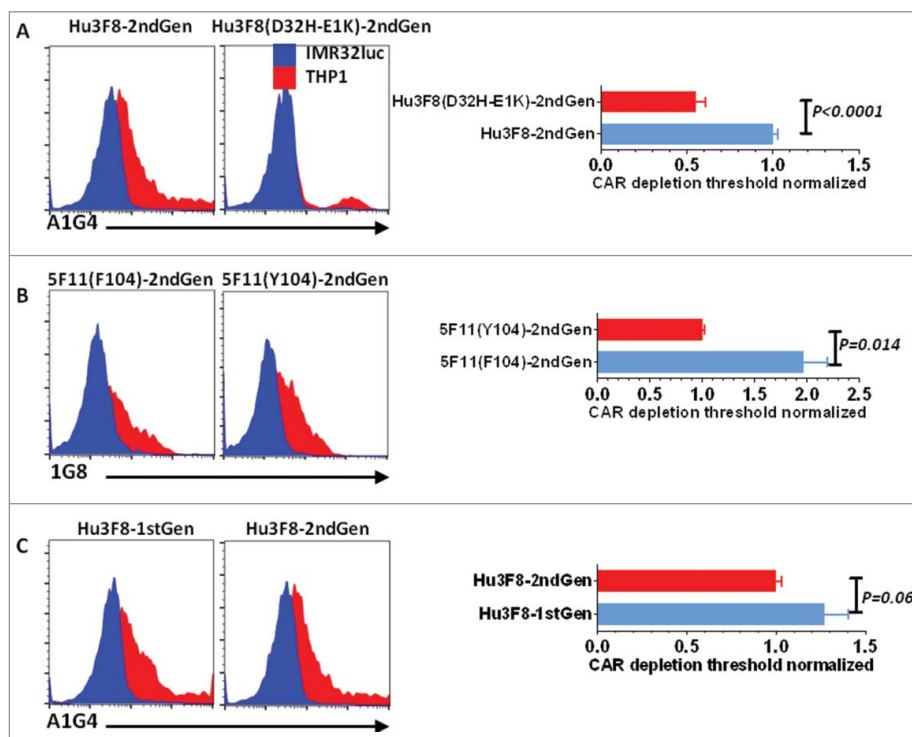 A
Hu3F8-2ndGen
Hu3F8(D32H-E1K)-2ndGen
IMR32luc
THP1
A1G4
Hu3F8(D32H-E1K)-2ndGen
Hu3F8-2ndGen
P<0.0001
0.0 0.5 1.0 1.5
CAR depletion threshold normalized
B
5F11(F104)-2ndGen
5F11(Y104)-2ndGen
1G8
5F11(Y104)-2ndGen
5F11(F104)-2ndGen
P=0.014
0.0 0.5 1.0 1.5 2.0 2.5
CAR depletion threshold normalized
C
Hu3F8-1stGen
Hu3F8-2ndGen
A1G4
Hu3F8-2ndGen
Hu3F8-1stGen
P=0.06
0.0 0.5 1.0 1.5
CAR depletion threshold normalized